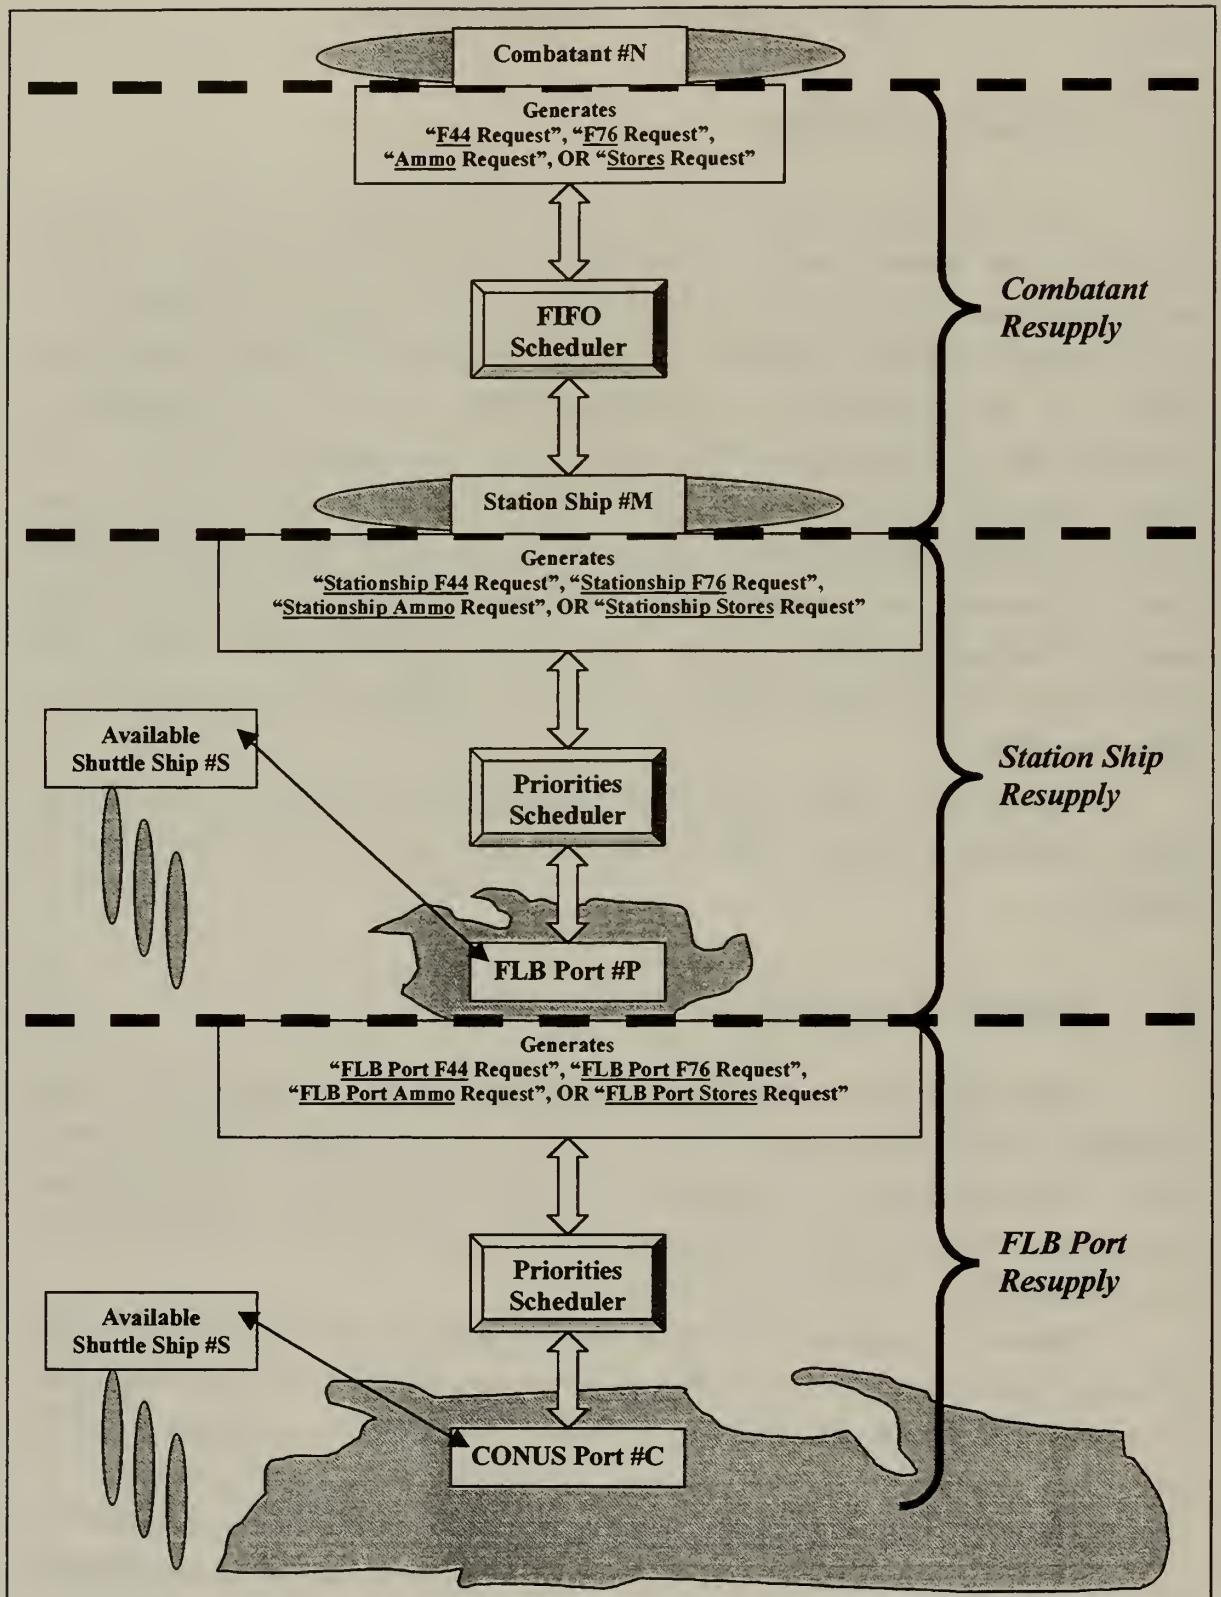 Combatant #N
Generates
“F44 Request”, “F76 Request”,
“Ammo Request”, OR “Stores Request”
FIFO
Scheduler
Combatant
Resupply
Station Ship #M
Generates
“Stationship F44 Request”, “Stationship F76 Request”,
“Stationship Ammo Request”, OR “Stationship Stores Request”
Available
Shuttle Ship #S
Priorities
Scheduler
Station Ship
Resupply
FLB Port #P
Generates
“FLB Port F44 Request”, “FLB Port F76 Request”,
“FLB Port Ammo Request”, OR “FLB Port Stores Request”
Priorities
Scheduler
FLB Port
Resupply
Available
Shuttle Ship #S
CONUS Port #C